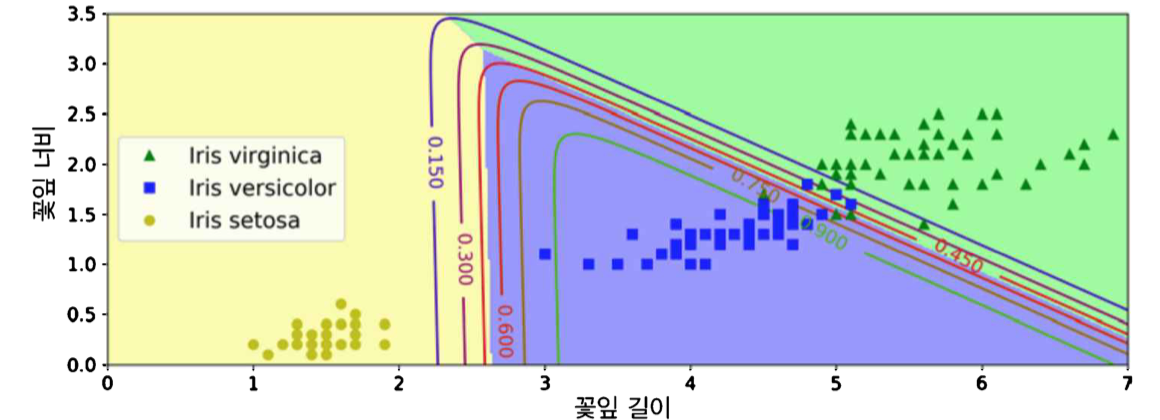 3.5
3.0
2.5
2.0
1.5
1.0
0.5
0.0
꽃잎 너비
Iris virginica
Iris versicolor
Iris setosa
0.150
0.300
0.600
0.750
0.900
0.450
0 1 2 3 4 5 6 7
꽃잎 길이